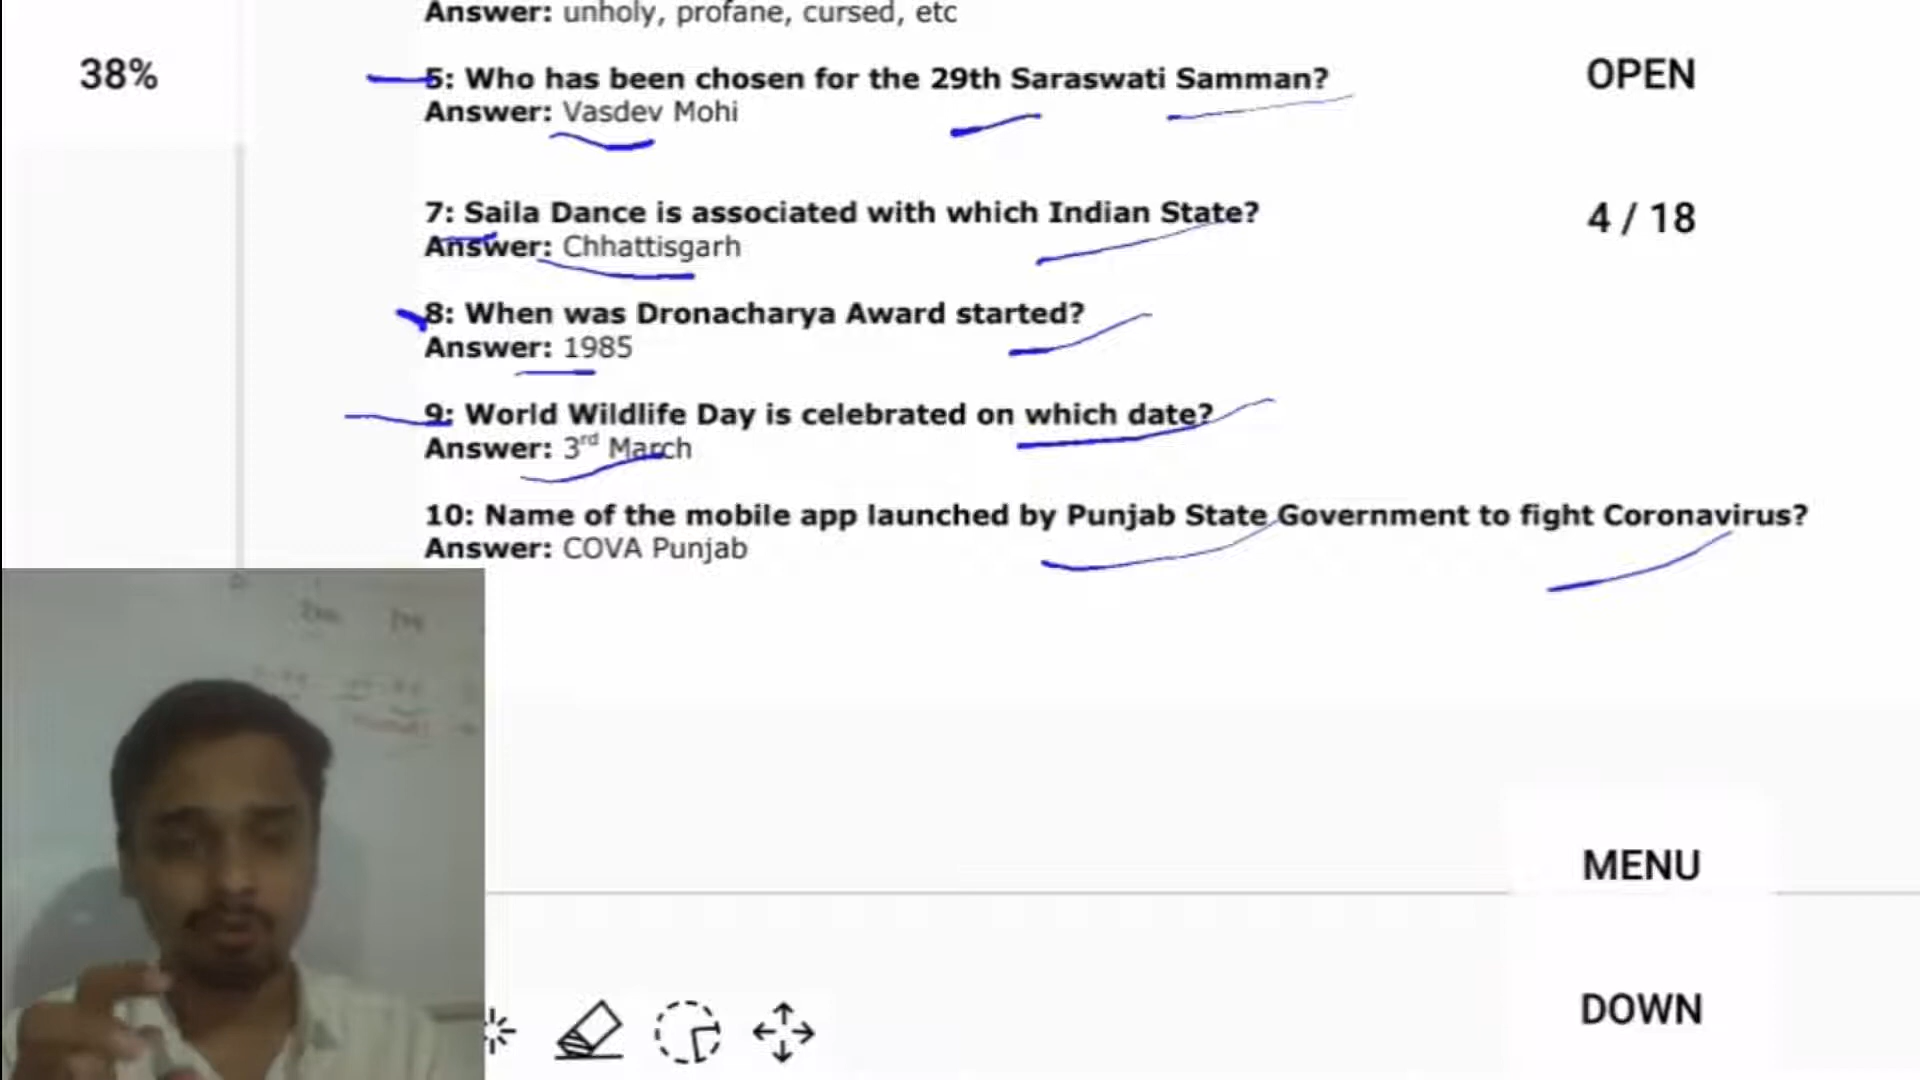 Answer: unholy, profane, cursed, etc
38%
5: Who has been chosen for the 29th Saraswati Samman?
OPEN
Answer: Vasdev Mohi
7: Saila Dance is associated with which Indian State?
4 / 18
Answer: Chhattisgarh
8: When was Dronacharya Award started?
Answer: 1985
9: World Wildlife Day is celebrated on which date?
Answer: 3rd March
10: Name of the mobile app launched by Punjab State Government to fight Coronavirus?
Answer: COVA Punjab
MENU
DOWN